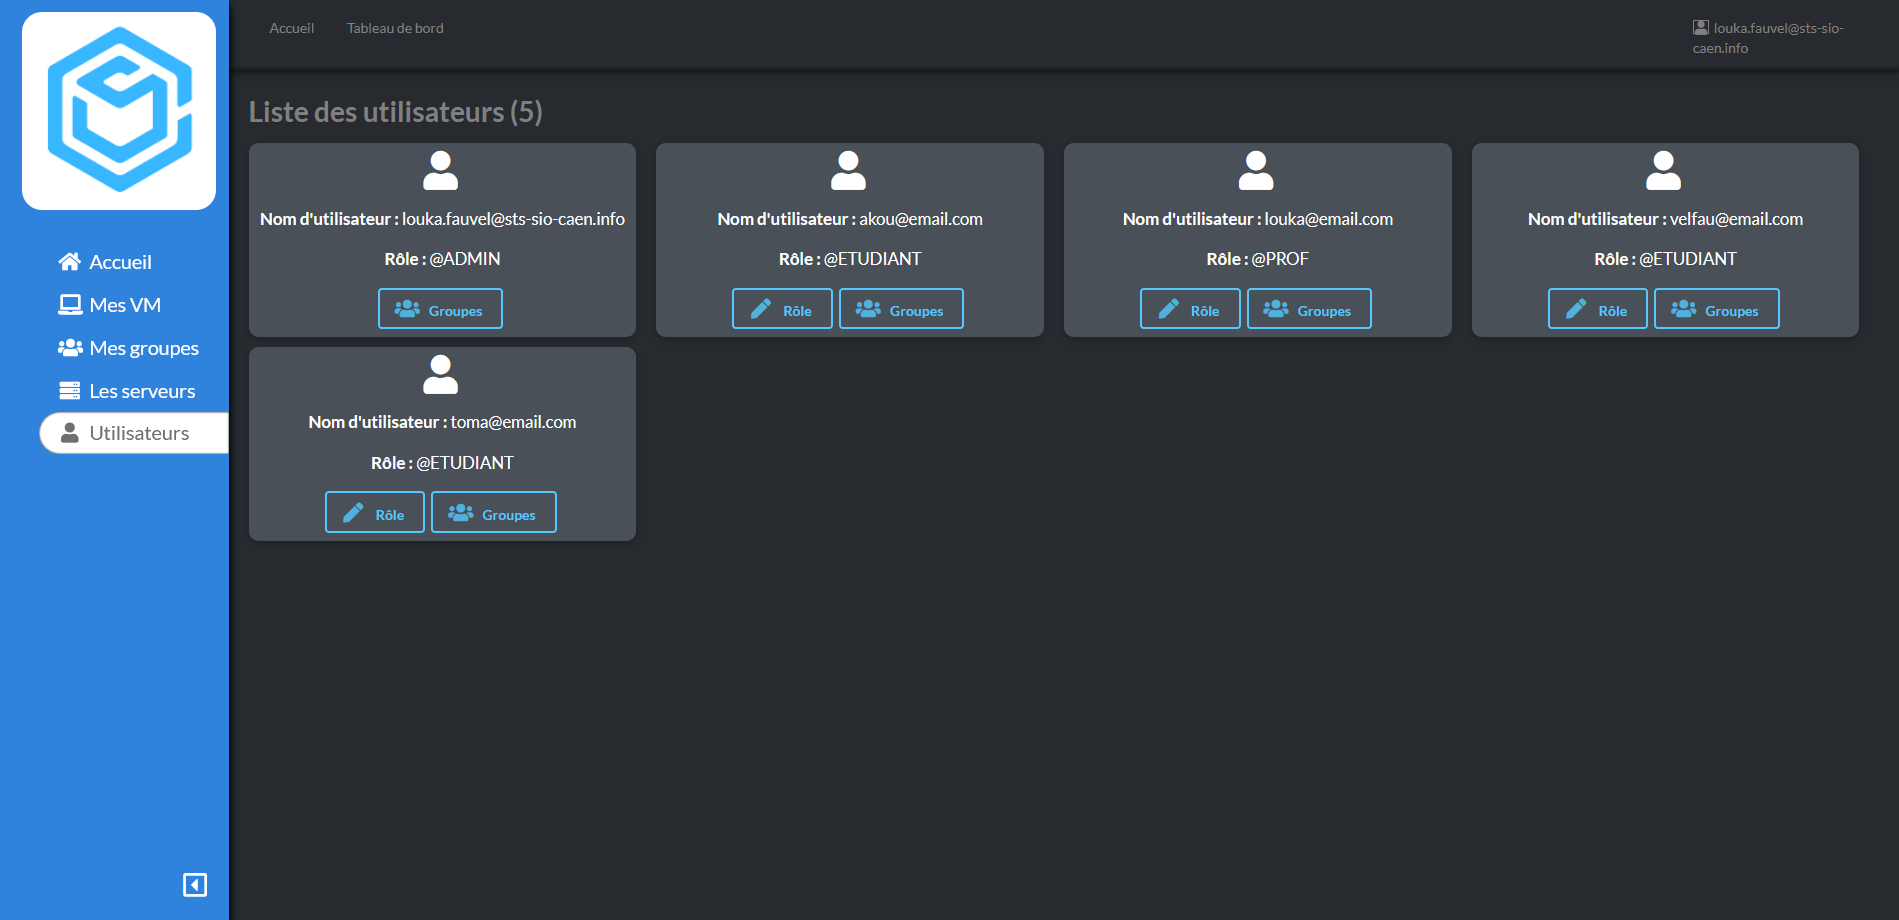 Accueil
Tableau de bord
louka.fauvel@sts-sio-
caen.info
Accueil
Mes VM
Mes groupes
Les serveurs
Utilisateurs
Liste des utilisateurs (5)
Nom d'utilisateur : louka.fauvel@sts-sio-caen.info
Rôle : @ADMIN
Groupes
Nom d'utilisateur : akou@email.com
Rôle : @ETUDIANT
Rôle
Groupes
Nom d'utilisateur : louka@email.com
Rôle : @PROF
Rôle
Groupes
Nom d'utilisateur : velfau@email.com
Rôle : @ETUDIANT
Rôle
Groupes
Nom d'utilisateur : toma@email.com
Rôle : @ETUDIANT
Rôle
Groupes